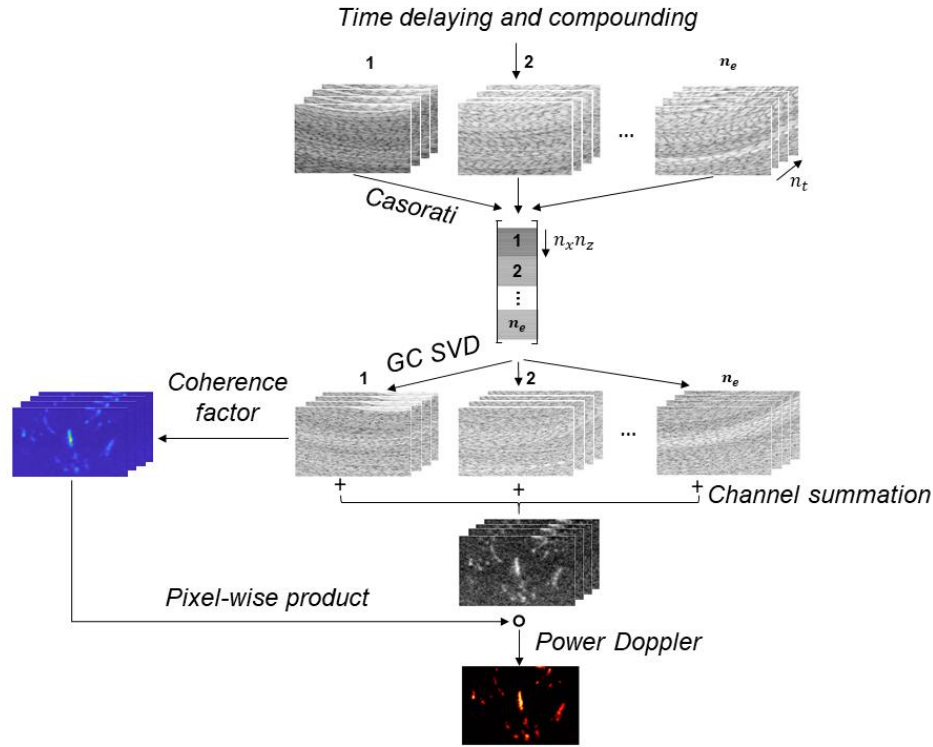 Time delaying and compounding
1
2
n_e
...
n_t
Casorati
1
n_x n_z
2
⋮
n_e
GC SVD
1
2
n_e
Coherence
factor
...
+
+
+
Channel summation
Pixel-wise product
Power Doppler